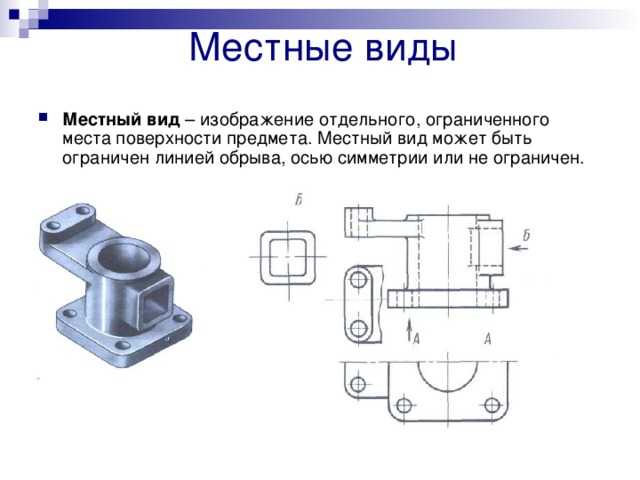 Местные виды
Местный вид – изображение отдельного, ограниченного
места поверхности предмета. Местный вид может быть
ограничен линией обрыва, осью симметрии или не ограничен.
Б
Б
А
А